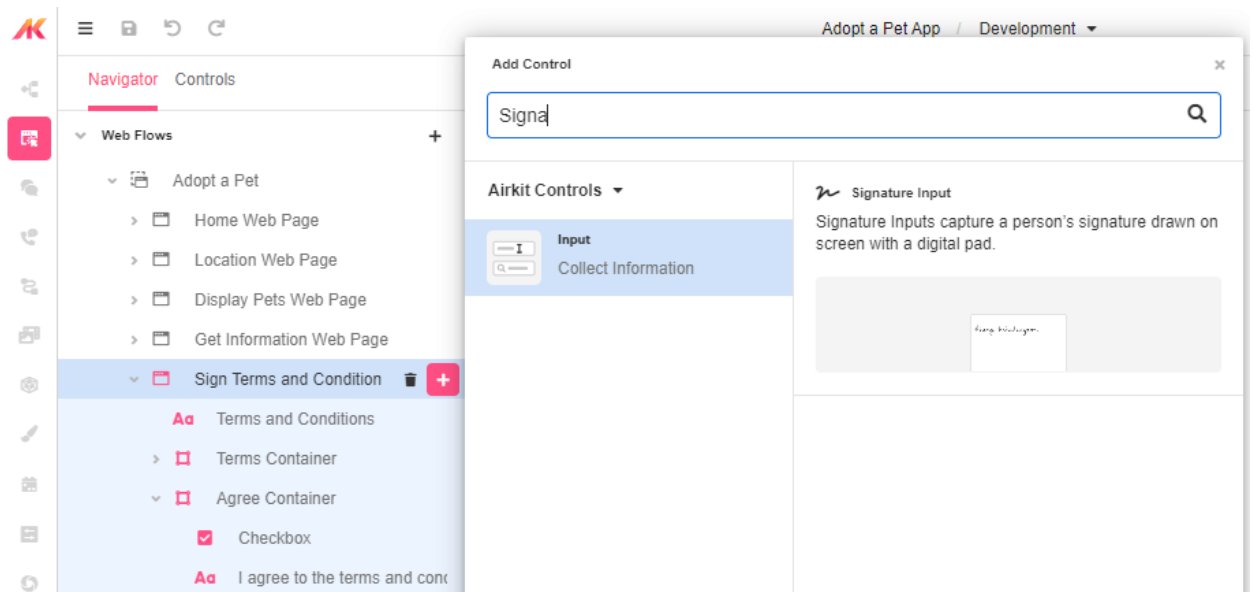 Adopt a Pet App / Development
Navigator Controls
Add Control
Signa
Web Flows
Adopt a Pet
Home Web Page
Location Web Page
Display Pets Web Page
Get Information Web Page
Sign Terms and Condition
Aa Terms and Conditions
Terms Container
Agree Container
Checkbox
Aa I agree to the terms and
Airkit Controls
Input
Collect Information
Signature Input
Signature Inputs capture a person's signature drawn on
screen with a digital pad.